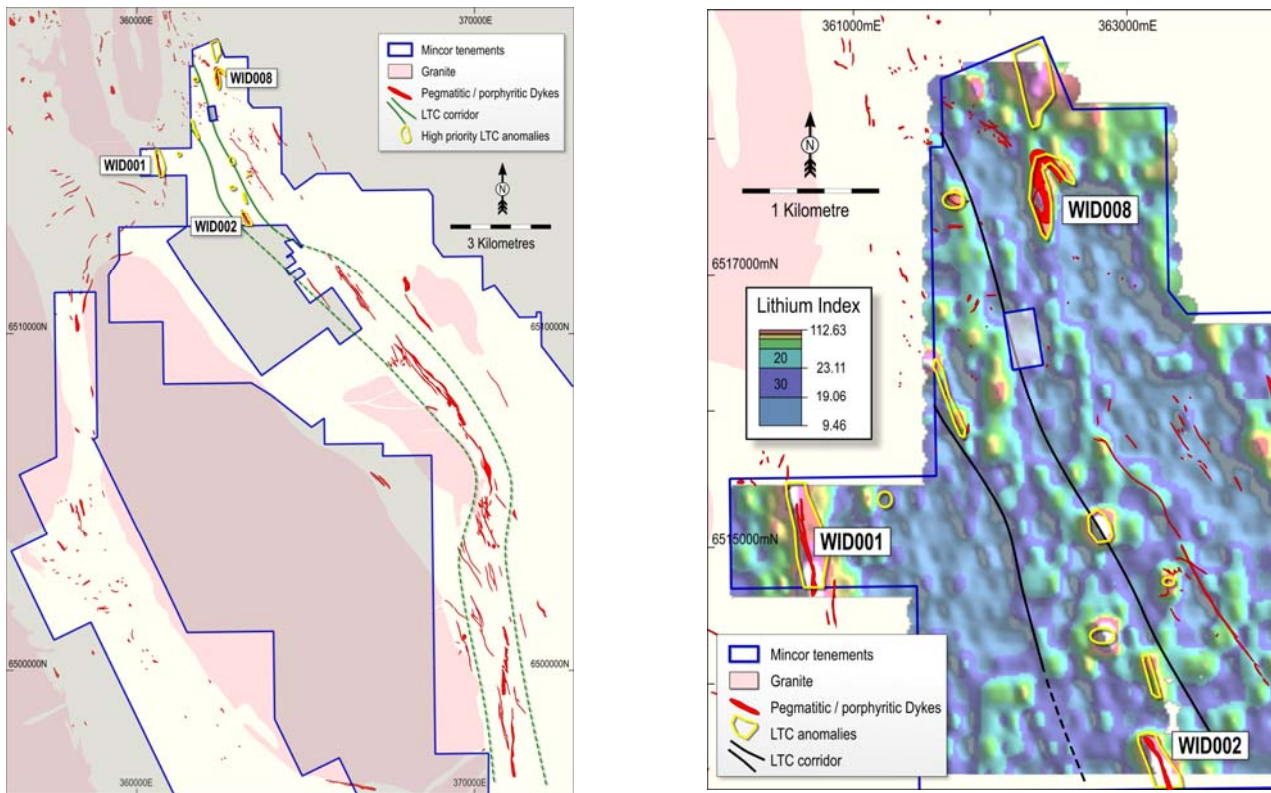 360000E
370000E
Mincor tenements
Granite
Pegmatitic / porphyritic Dykes
LTC corridor
High priority LTC anomalies
WID008
WID001
WID002
N
3 Kilometres
6510000N
6510000N
6500000N
6500000N
360000E
370000E
361000mE
363000mE
N
1 Kilometre
WID008
6517000mN
Lithium Index
112.63
20
23.11
30
19.06
9.46
WID001
6515000mN
Mincor tenements
Granite
Pegmatitic / porphyritic Dykes
LTC anomalies
LTC corridor
WID002